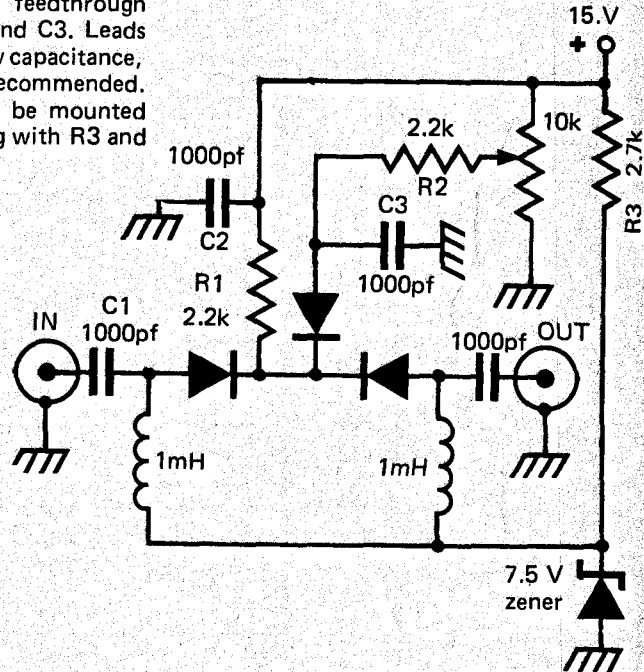 feedthrough
nd C3. Leads
capacitance,
ecommended.
be mounted
g with R3 and
15.V
+
10k
2.7k
R3
2.2k
R2
1000pf
C2
C3
1000pf
R1
2.2k
IN
C1
1000pf
1000pf
OUT
1mH
1mH
7.5 V
zener